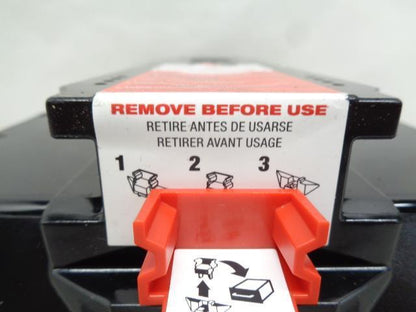 REMOVE BEFORE USE
RETIRE ANTES DE USARSE
RETIRER AVANT USAGE
1 2 3